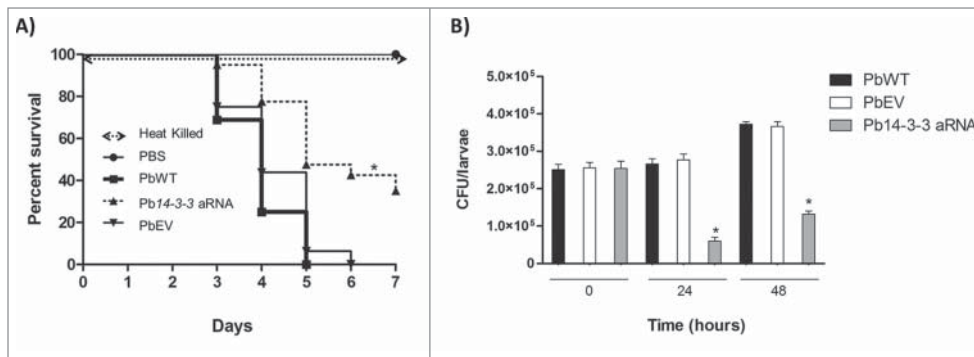 A)
100
80
60
40
20
0
Percent survival
Heat Killed
PBS
PbWT
Pb14-3-3 aRNA
PbEV
*
0 1 2 3 4 5 6 7
Days
B)
5.0×10⁵
4.0×10⁵
3.0×10⁵
2.0×10⁵
1.0×10⁵
0
CFU/larvae
*
*
0 24 48
Time (hours)
PbWT
PbEV
Pb14-3-3 aRNA